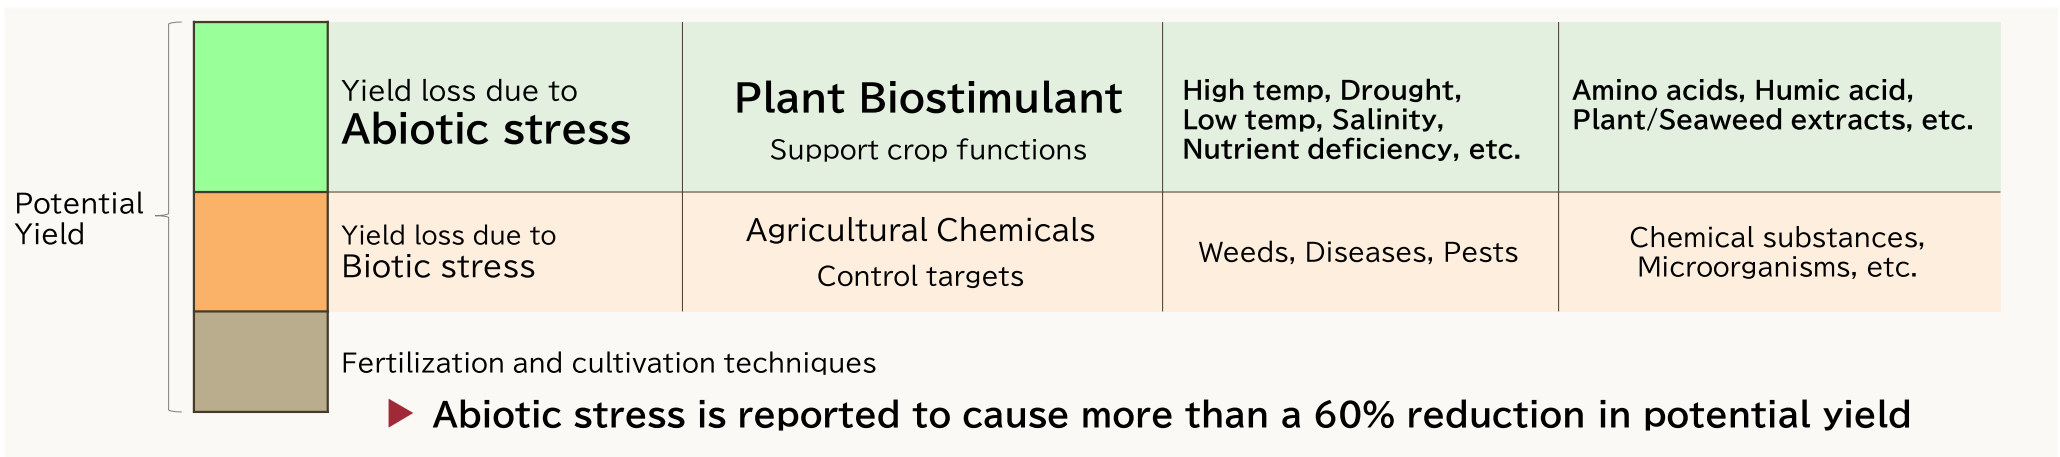 Potential
Yield
Yield loss due to
Abiotic stress
Plant Biostimulant
Support crop functions
High temp, Drought,
Low temp, Salinity,
Nutrient deficiency, etc.
Amino acids, Humic acid,
Plant/Seaweed extracts, etc.
Yield loss due to
Biotic stress
Agricultural Chemicals
Control targets
Weeds, Diseases, Pests
Chemical substances,
Microorganisms, etc.
Fertilization and cultivation techniques
Abiotic stress is reported to cause more than a 60% reduction in potential yield